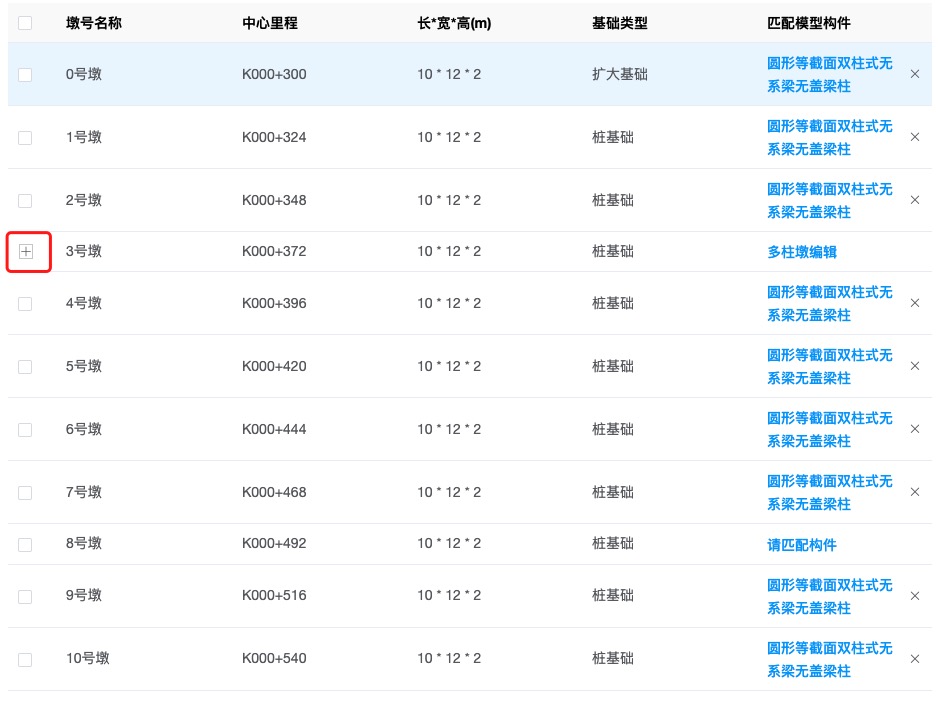 墩号名称 中心里程 长*宽*高(m) 基础类型 匹配模型构件
0号墩 K000+300 10 * 12 * 2 扩大基础 圆形等截面双柱式无
系梁无盖梁柱
1号墩 K000+324 10 * 12 * 2 桩基础 圆形等截面双柱式无
系梁无盖梁柱
2号墩 K000+348 10 * 12 * 2 桩基础 圆形等截面双柱式无
系梁无盖梁柱
3号墩 K000+372 10 * 12 * 2 桩基础 多柱墩编辑
4号墩 K000+396 10 * 12 * 2 桩基础 圆形等截面双柱式无
系梁无盖梁柱
5号墩 K000+420 10 * 12 * 2 桩基础 圆形等截面双柱式无
系梁无盖梁柱
6号墩 K000+444 10 * 12 * 2 桩基础 圆形等截面双柱式无
系梁无盖梁柱
7号墩 K000+468 10 * 12 * 2 桩基础 圆形等截面双柱式无
系梁无盖梁柱
8号墩 K000+492 10 * 12 * 2 桩基础 请匹配构件
9号墩 K000+516 10 * 12 * 2 桩基础 圆形等截面双柱式无
系梁无盖梁柱
10号墩 K000+540 10 * 12 * 2 桩基础 圆形等截面双柱式无
系梁无盖梁柱